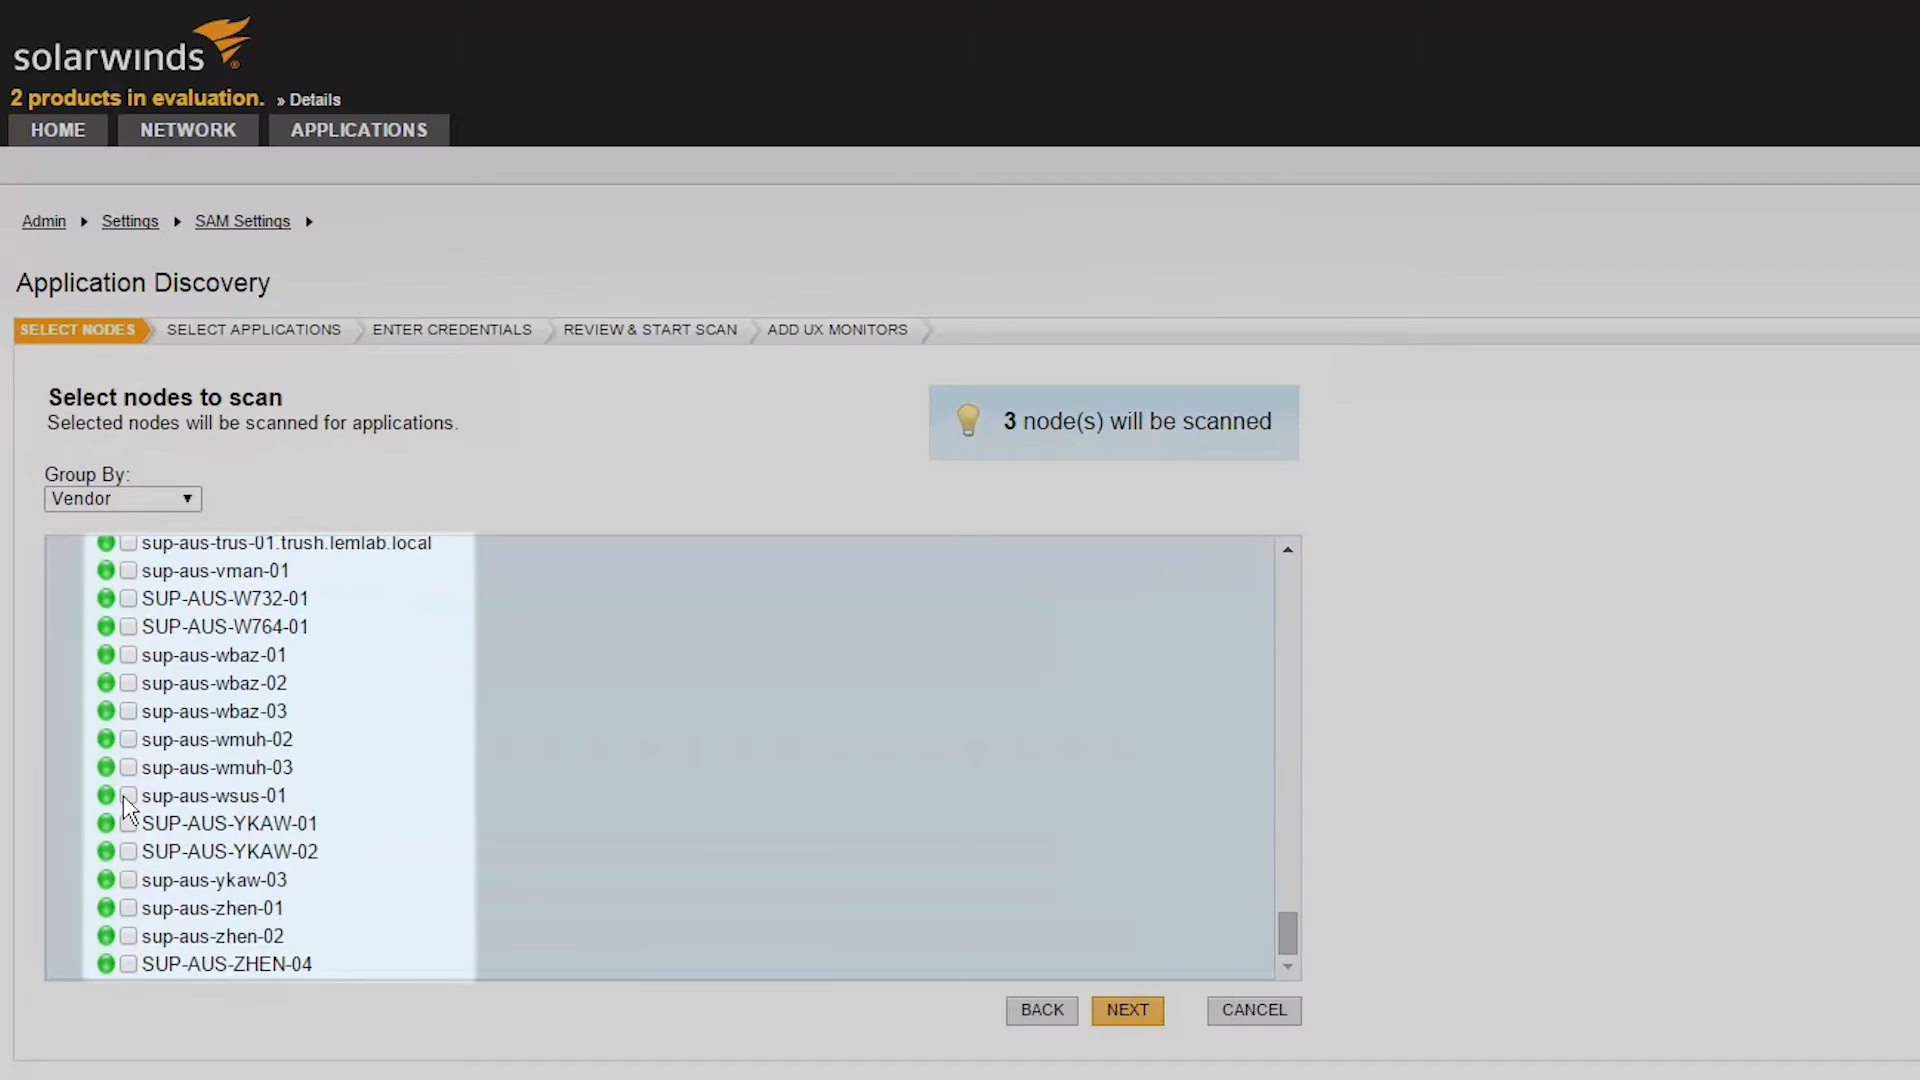 solarwinds
2 products in evaluation. » Details
HOME NETWORK APPLICATIONS
Admin Settings SAM Settings
Application Discovery
SELECT NODES SELECT APPLICATIONS ENTER CREDENTIALS REVIEW & START SCAN ADD UX MONITORS
Select nodes to scan
Selected nodes will be scanned for applications.
3 node(s) will be scanned
Group By:
Vendor
sup-aus-trus-01.trush.lemlab.local
sup-aus-vman-01
SUP-AUS-W732-01
SUP-AUS-W764-01
sup-aus-wbaz-01
sup-aus-wbaz-02
sup-aus-wbaz-03
sup-aus-wmuh-02
sup-aus-wmuh-03
sup-aus-wsus-01
SUP-AUS-YKAW-01
SUP-AUS-YKAW-02
sup-aus-ykaw-03
sup-aus-zhen-01
sup-aus-zhen-02
SUP-AUS-ZHEN-04
BACK NEXT CANCEL